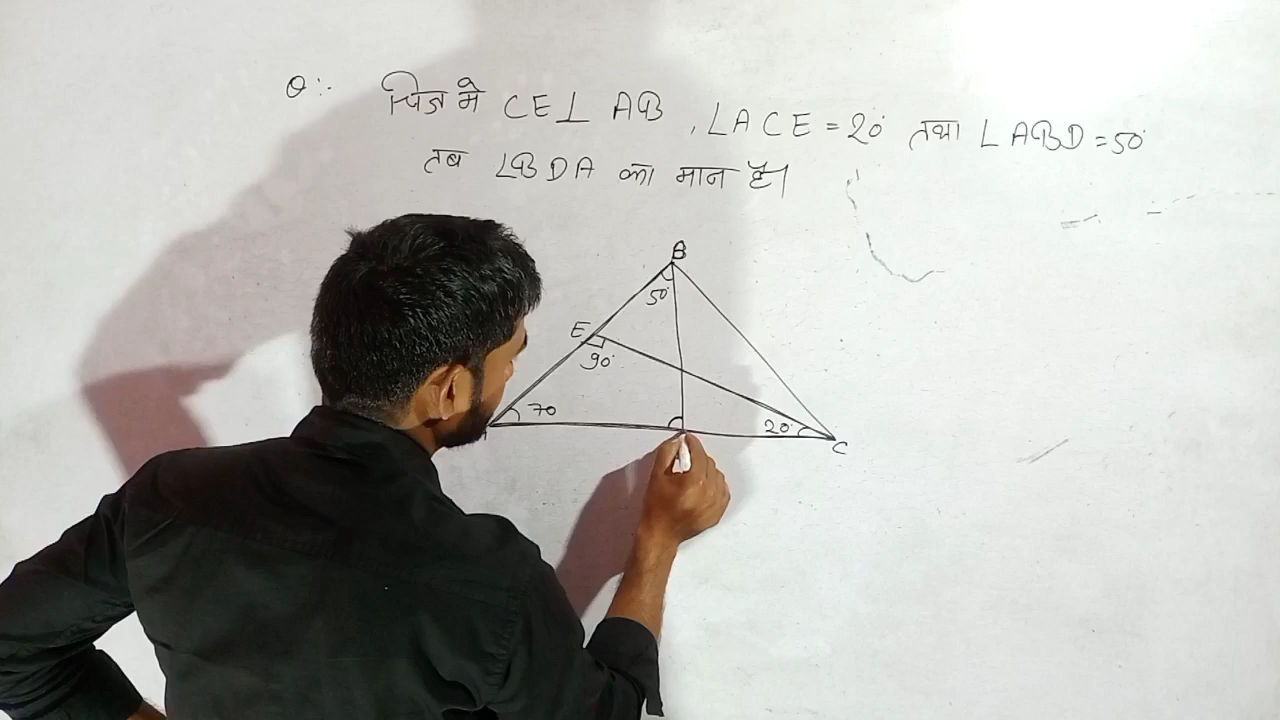 Q:- चित्र में CE⊥ AB , ∠ACE = 20° तथा ∠ABD = 50°
तब ∠BDA का मान है।
B
50°
E
90°
70
20°
C